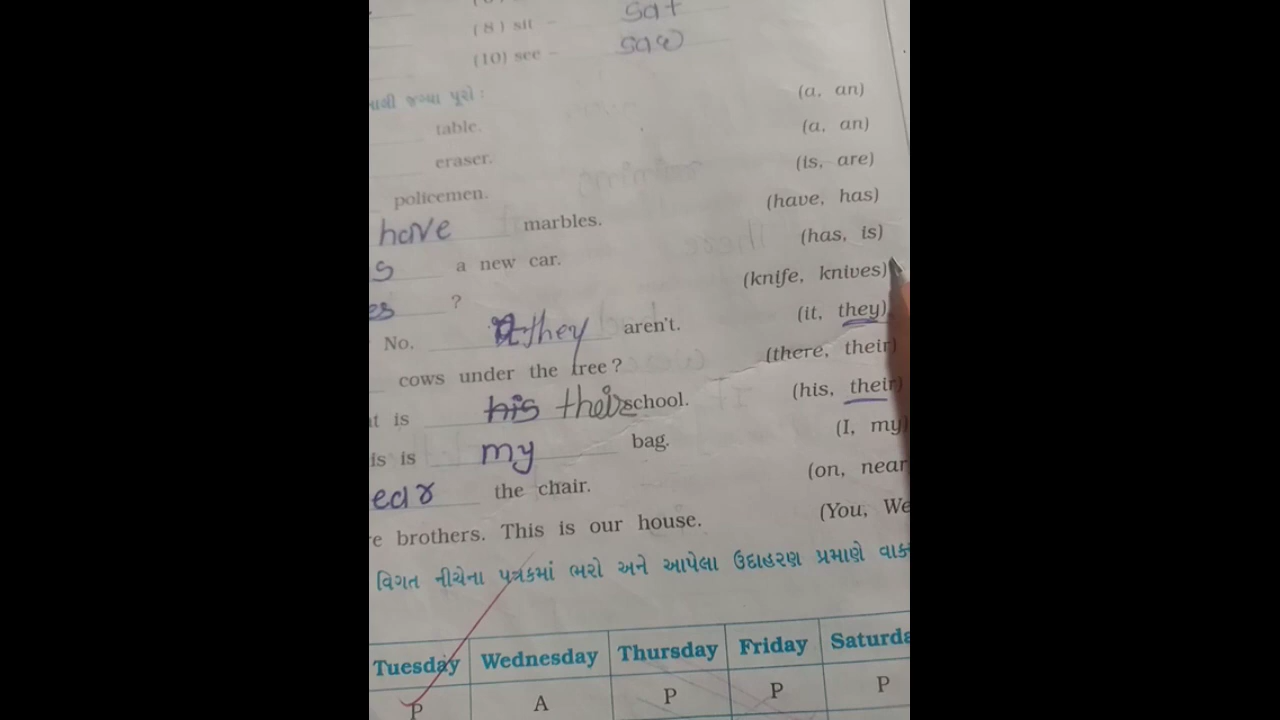 (8) sit – sat
(10) see – saw
જગ્યા પૂરો :
table. (a, an)
eraser. (a, an)
policemen. (is, are)
have marbles. (have, has)
s a new car. (has, is)
es ? (knife, knives)
No. they aren't. (it, they)
cows under the tree? (there, their)
t is his their school. (his, their)
is is my bag. (I, my)
ear the chair. (on, near
e brothers. This is our house. (You, We
વિગત નીચેના પત્રકમાં ભરો અને આપેલા ઉદાહરણ પ્રમાણે વાક
Tuesday Wednesday Thursday Friday Saturda
P A P P P